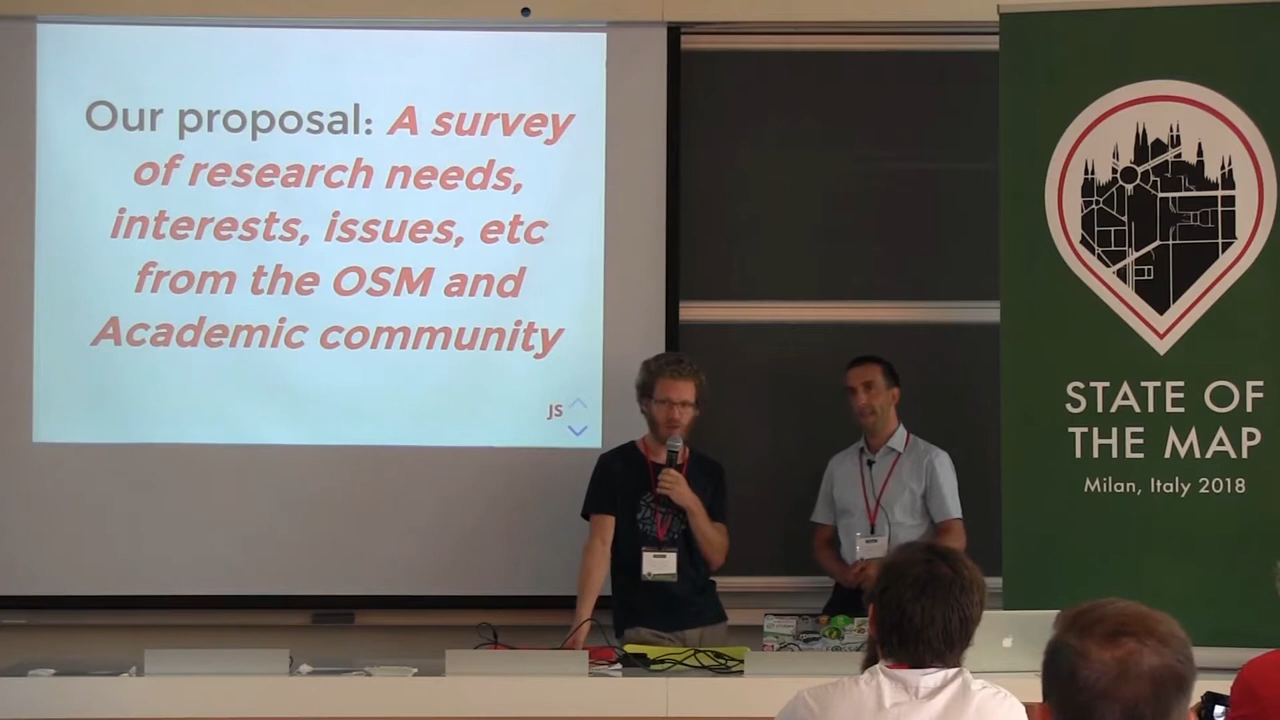 Our proposal: A survey
of research needs,
interests, issues, etc
from the OSM and
Academic community
JS
STATE OF
THE MAP
Milan, Italy 2018